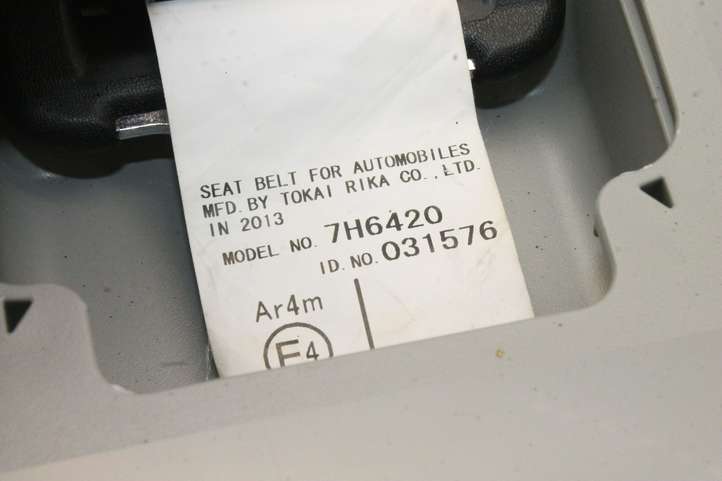 SEAT BELT FOR AUTOMOBILES
MFD. BY TOKAI RIKA CO., LTD.
IN 2013
MODEL NO. 7H6420
ID. NO. 031576
Ar4m
E4